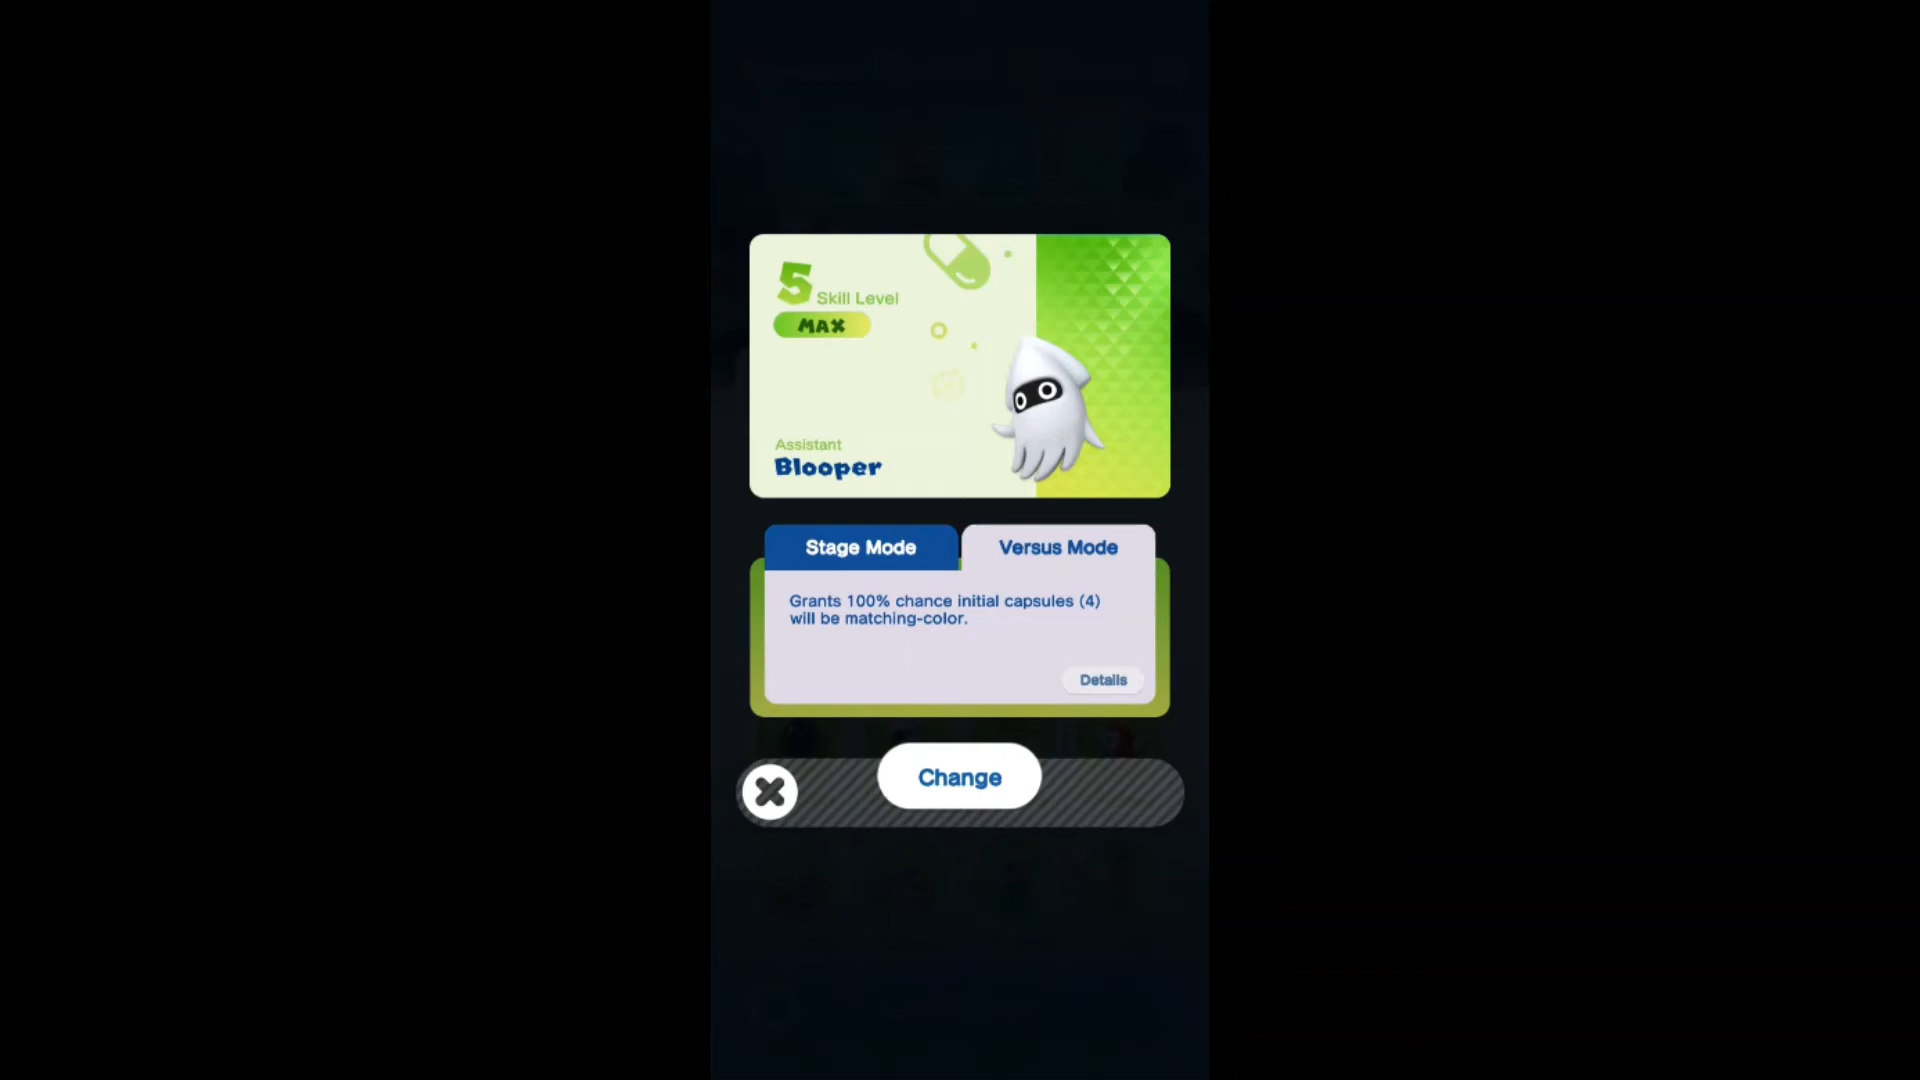 5 Skill Level
MAX
Assistant
Blooper
Stage Mode
Versus Mode
Grants 100% chance initial capsules (4)
will be matching-color.
Details
Change